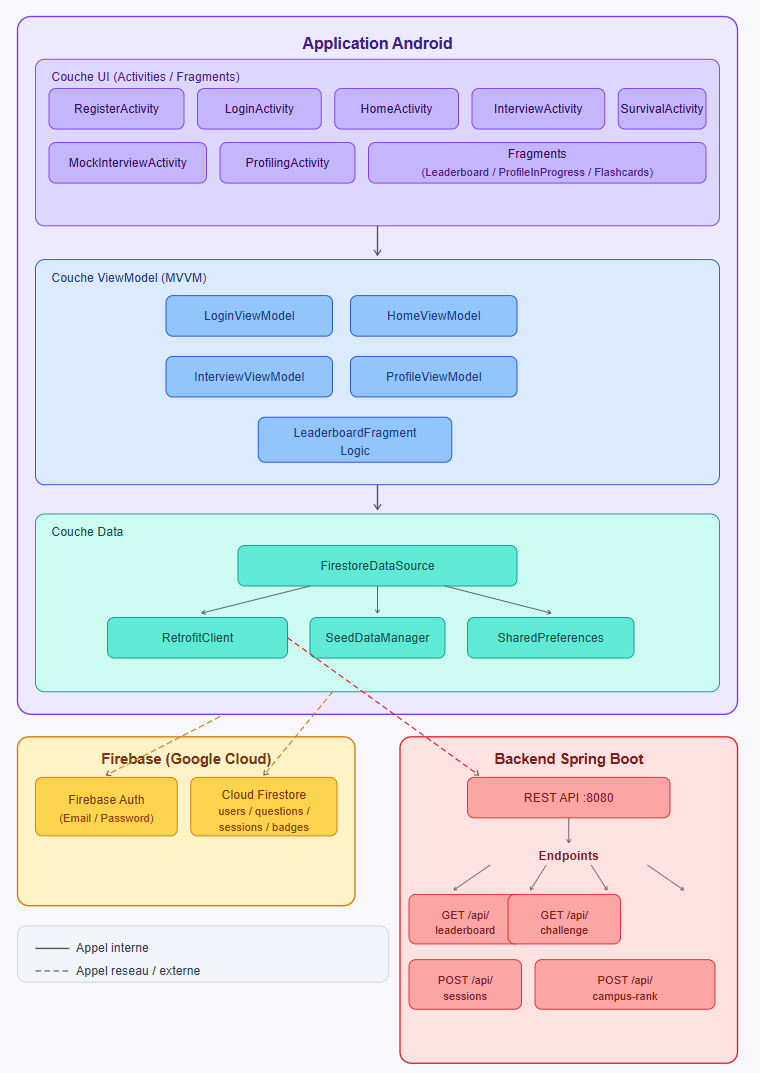 Application Android
Couche UI (Activities / Fragments)
RegisterActivity
LoginActivity
HomeActivity
InterviewActivity
SurvivalActivity
MockInterviewActivity
ProfilingActivity
Fragments
(Leaderboard / ProfileInProgress / Flashcards)
Couche ViewModel (MVVM)
LoginViewModel
HomeViewModel
InterviewViewModel
ProfileViewModel
LeaderboardFragment
Logic
Couche Data
FirestoreDataSource
RetrofitClient
SeedDataManager
SharedPreferences
Firebase (Google Cloud)
Firebase Auth
(Email / Password)
Cloud Firestore
users / questions /
sessions / badges
Backend Spring Boot
REST API :8080
Endpoints
GET /api/
leaderboard
GET /api/
challenge
POST /api/
sessions
POST /api/
campus-rank
Appel interne
Appel reseau / externe